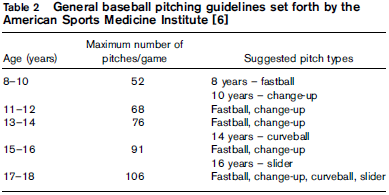 Table 2 General baseball pitching guidelines set forth by the
American Sports Medicine Institute [6]
Age (years) Maximum number of pitches/game Suggested pitch types
8–10 52 8 years – fastball
10 years – change-up
11–12 68 Fastball, change-up
13–14 76 Fastball, change-up
14 years – curveball
15–16 91 Fastball, change-up
16 years – slider
17–18 106 Fastball, change-up, curveball, slider